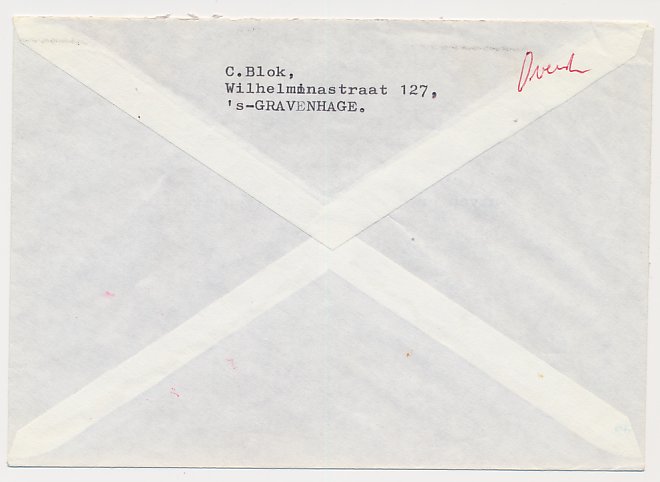 C.Blok,
Wilhelminastraat 127,
's-GRAVENHAGE.